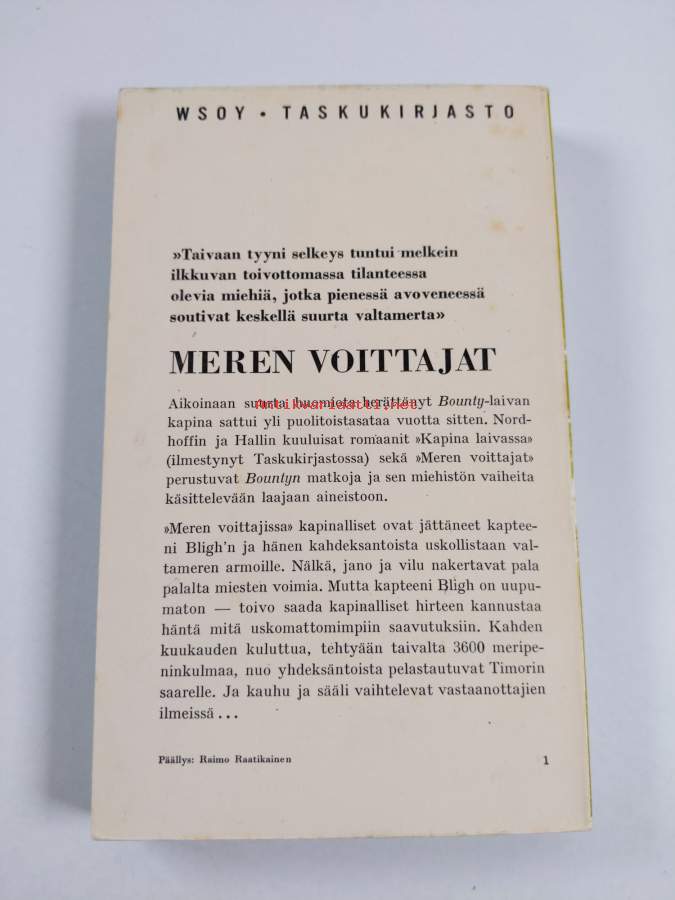 WSOY • TASKUKIRJASTO
»Taivaan tyyni selkeys tuntui melkein
ilkkuvan toivottomassa tilanteessa
olevia miehiä, jotka pienessä avoveneessä
soutivat keskellä suurta valtamerta»
MEREN VOITTAJAT
Aikoinaan suurta huomiota herättänyt Bounty-laivan
antikvariaatti.net
kapina sattui yli puolitoistasataa vuotta sitten. Nord-
hoffin ja Hallin kuuluisat romaanit »Kapina laivassa»
(ilmestynyt Taskukirjastossa) sekä »Meren voittajat»
perustuvat Bountyn matkoja ja sen miehistön vaiheita
käsittelevään laajaan aineistoon.
»Meren voittajissa» kapinalliset ovat jättäneet kaptee-
ni Bligh'n ja hänen kahdeksantoista uskollistaan val-
tameren armoille. Nälkä, jano ja vilu nakertavat pala
palalta miesten voimia. Mutta kapteeni Bligh on uupu-
maton — toivo saada kapinalliset hirteen kannustaa
häntä mitä uskomattomimpiin saavutuksiin. Kahden
kuukauden kuluttua, tehtyään taivalta 3600 meripe-
ninkulmaa, nuo yhdeksäntoista pelastautuvat Timorin
saarelle. Ja kauhu ja sääli vaihtelevat vastaanottajien
ilmeissä...
Päällys: Raimo Raatikainen 1